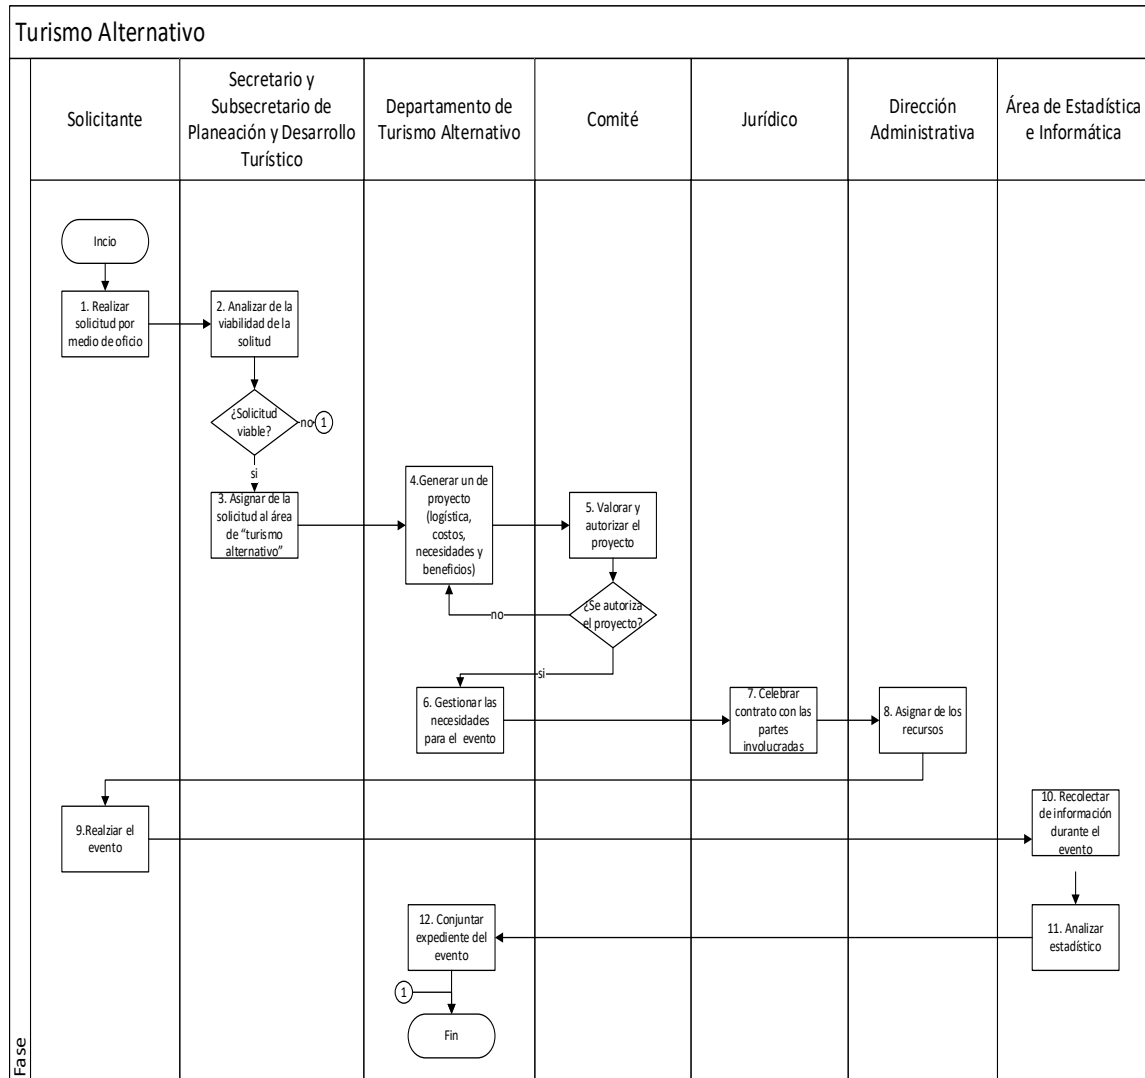 Turismo Alternativo
Fase
Solicitante
Secretario y
Subsecretario de
Planeación y Desarrollo
Turístico
Departamento de
Turismo Alternativo
Comité
Jurídico
Dirección
Administrativa
Área de Estadística
e Informática
Incio
1. Realizar
solicitud por
medio de oficio
2. Analizar de la
viabilidad de la
solitud
¿Solicitud
viable?
no
1
si
3. Asignar de la
solicitud al área
de “turismo
alternativo”
4.Generar un de
proyecto
(logística,
costos,
necesidades y
beneficios)
5. Valorar y
autorizar el
proyecto
¿Se autoriza
el proyecto?
no
si
6. Gestionar las
necesidades
para el evento
7. Celebrar
contrato con las
partes
involucradas
8. Asignar de los
recursos
9.Realziar el
evento
10. Recolectar
de información
durante el
evento
11. Analizar
estadístico
12. Conjuntar
expediente del
evento
1
Fin